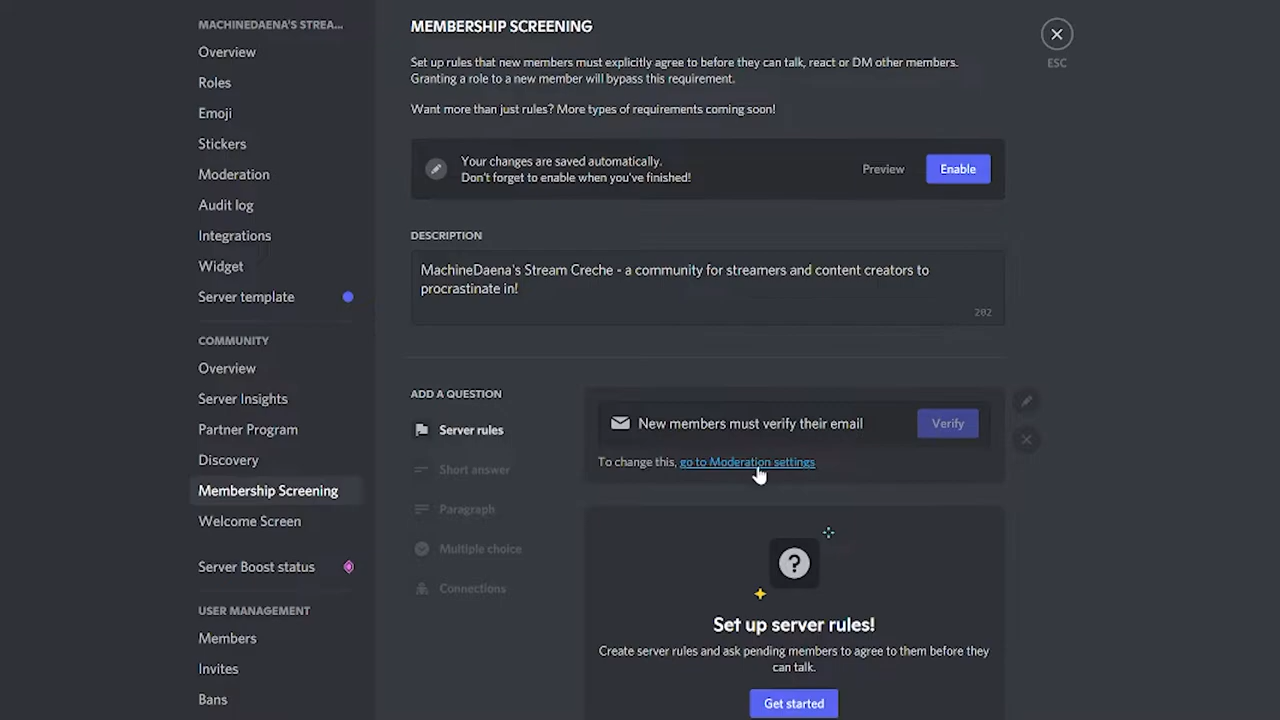 MACHINEDAENA'S STREA...
Overview
Roles
Emoji
Stickers
Moderation
Audit log
Integrations
Widget
Server template
COMMUNITY
Overview
Server Insights
Partner Program
Discovery
Membership Screening
Welcome Screen
Server Boost status
USER MANAGEMENT
Members
Invites
Bans
MEMBERSHIP SCREENING
Set up rules that new members must explicitly agree to before they can talk, react or DM other members.
Granting a role to a new member will bypass this requirement.
Want more than just rules? More types of requirements coming soon!
Your changes are saved automatically.
Don't forget to enable when you've finished!
Preview
Enable
DESCRIPTION
MachineDaena's Stream Creche - a community for streamers and content creators to
procrastinate in!
202
ADD A QUESTION
Server rules
Short answer
Paragraph
Multiple choice
Connections
New members must verify their email
Verify
To change this, go to Moderation settings
?
Set up server rules!
Create server rules and ask pending members to agree to them before they
can talk.
Get started
ESC